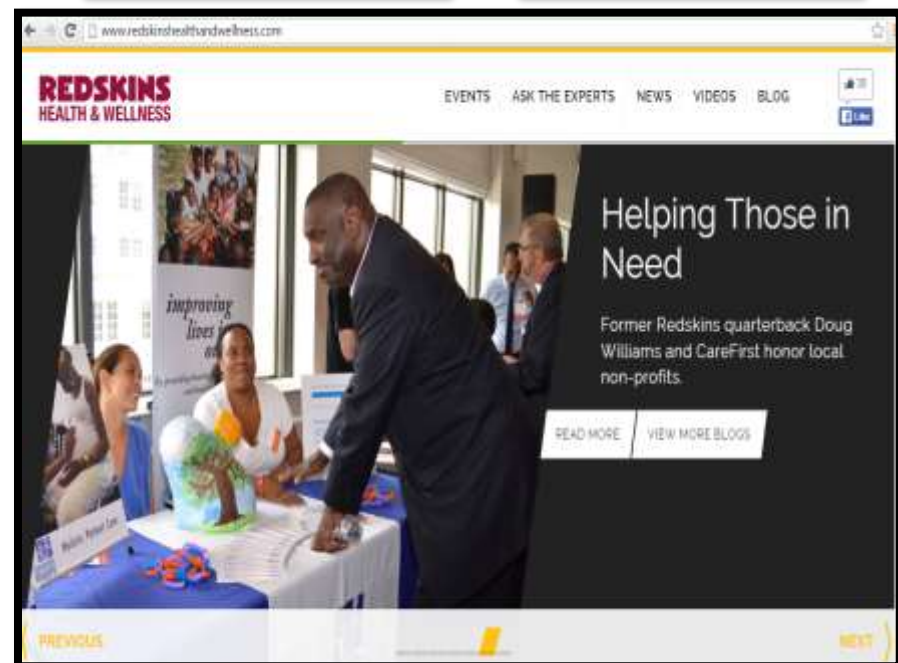 www.redskinshealthandwellness.com
REDSKINS
HEALTH & WELLNESS
EVENTS ASK THE EXPERTS NEWS VIDEOS BLOG
Like
Helping Those in
Need
Former Redskins quarterback Doug
Williams and CareFirst honor local
non-profits.
READ MORE VIEW MORE BLOGS
improving
lives
PREVIOUS
NEXT